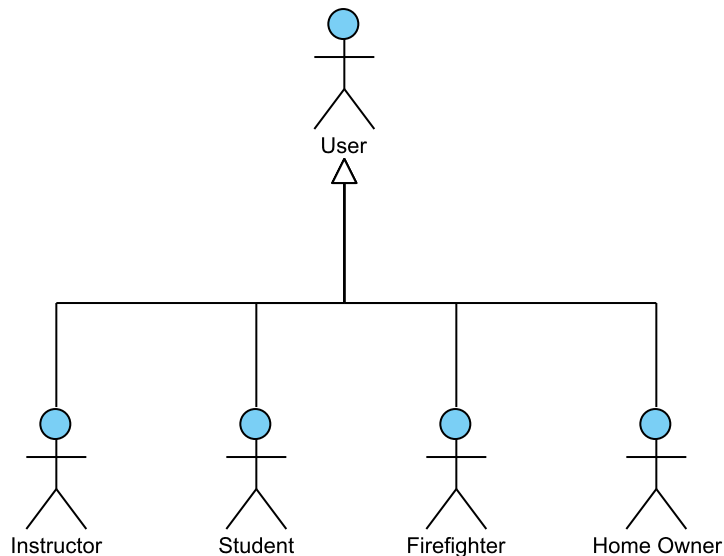 User
Instructor
Student
Firefighter
Home Owner